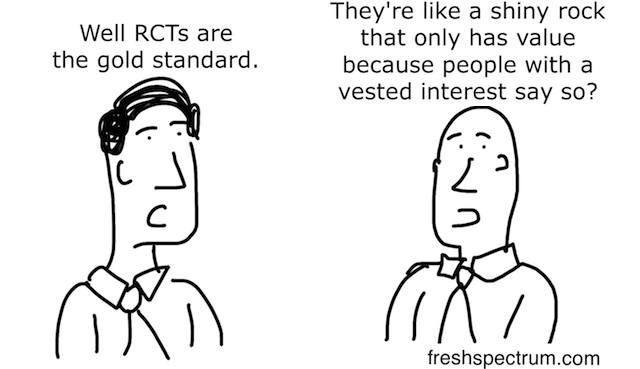 Well RCTs are
the gold standard.
They're like a shiny rock
that only has value
because people with a
vested interest say so?
freshspectrum.com